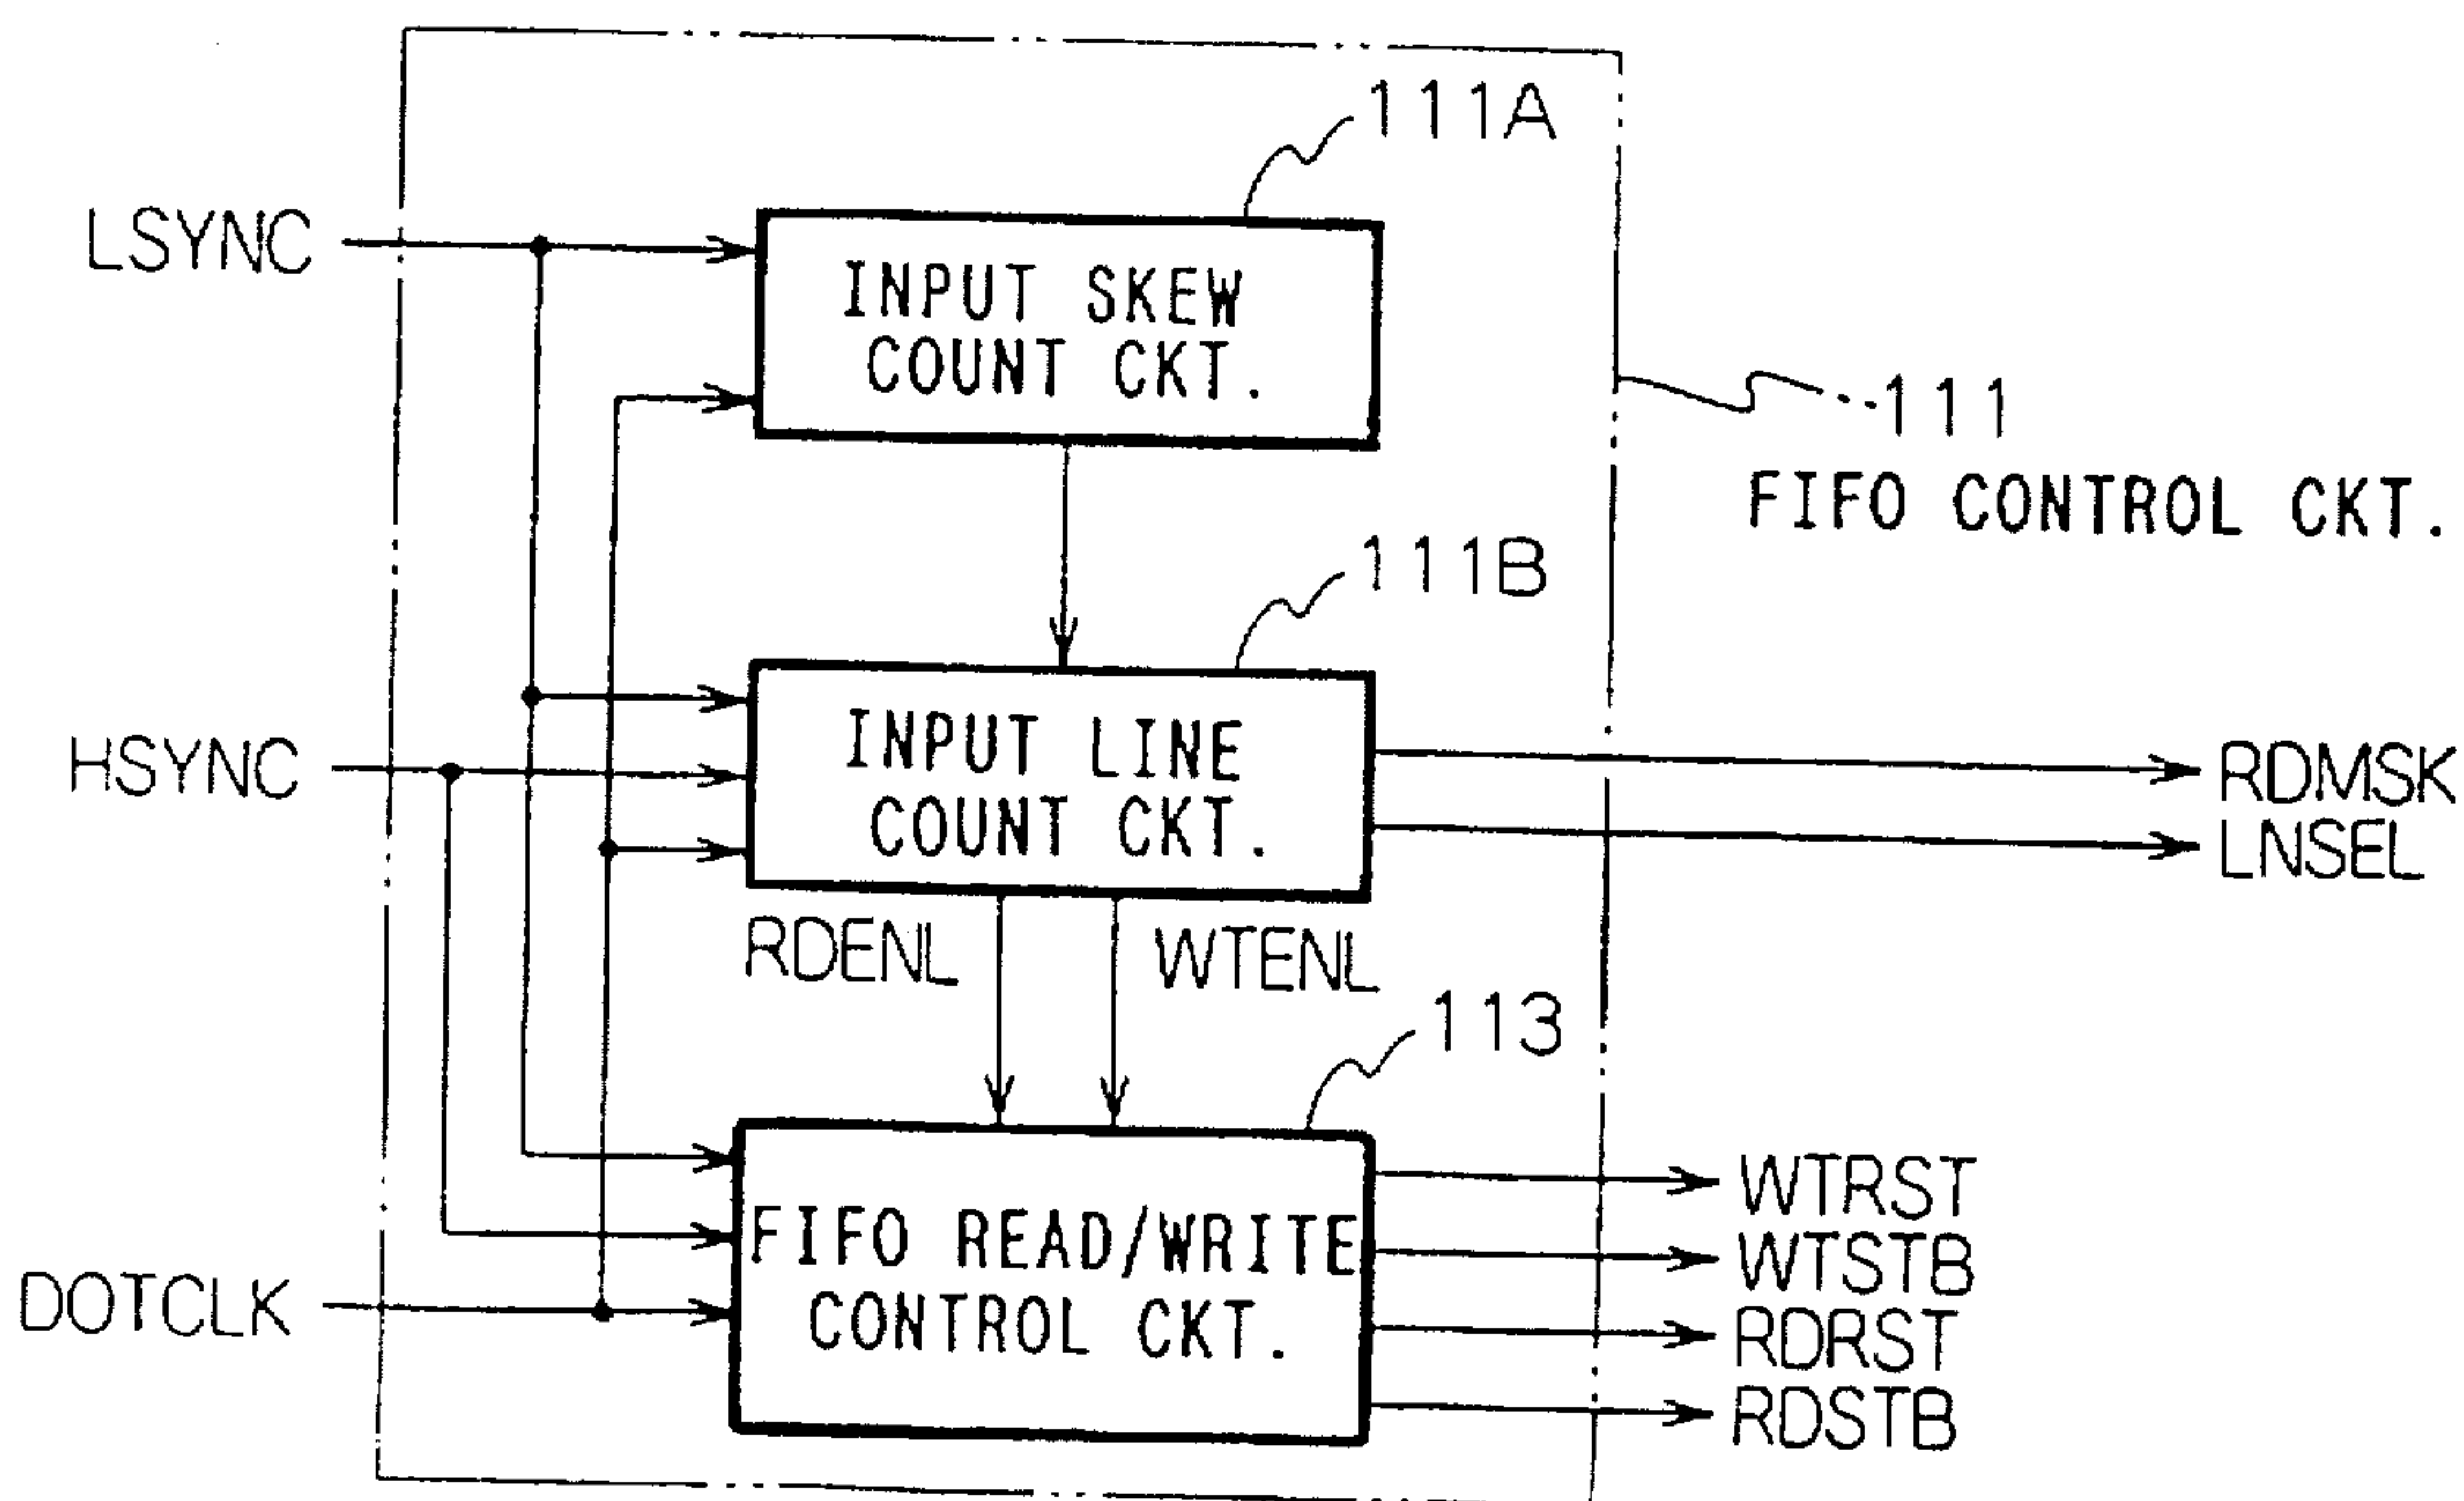 111A
LSYNC
INPUT SKEW
COUNT CKT.
111
FIFO CONTROL CKT.
111B
HSYNC
INPUT LINE
COUNT CKT.
RDMSK
LNSEL
RDENL
WTENL
113
FIFO READ/WRITE
CONTROL CKT.
DOTCLK
WTRST
WTSTB
RDRST
RDSTB